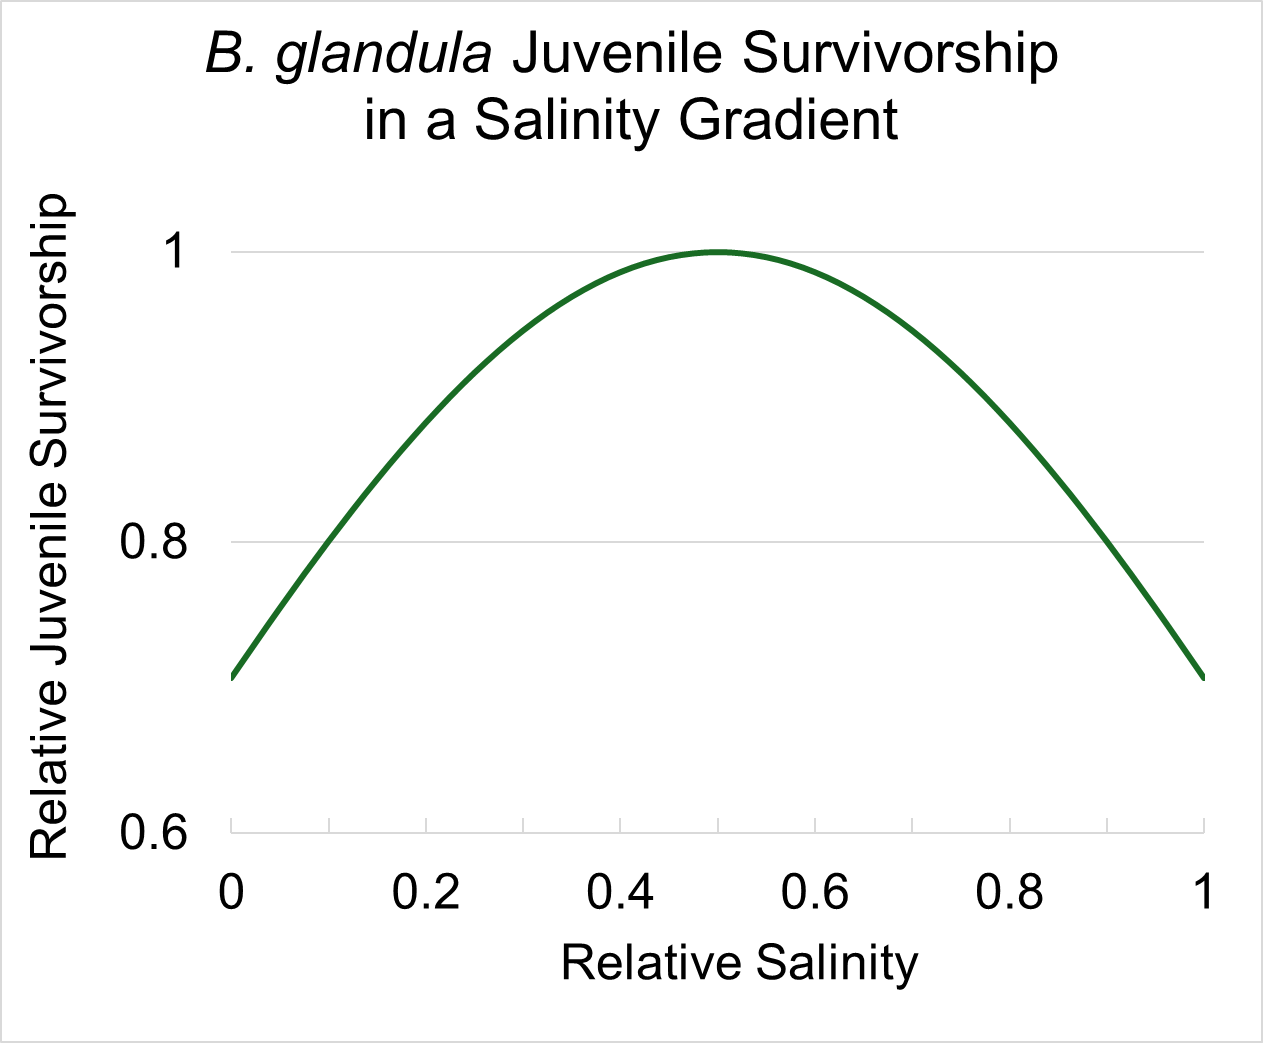 B. glandula Juvenile Survivorship
in a Salinity Gradient
Relative Juvenile Survivorship
1
0.8
0.6
0 0.2 0.4 0.6 0.8 1
Relative Salinity